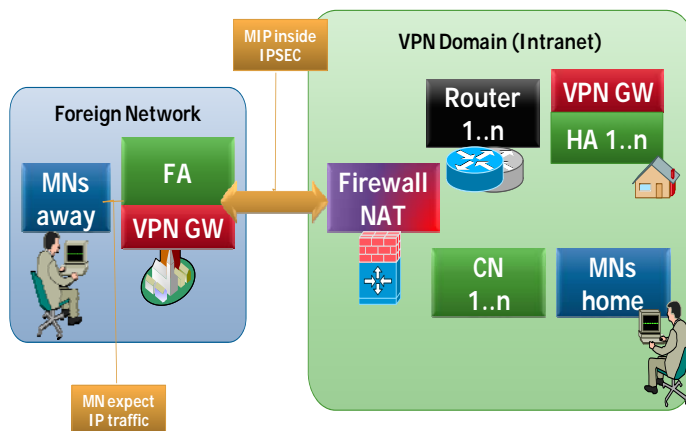 MIP inside
IPSEC
VPN Domain (Intranet)
Foreign Network
MNs
away
FA
VPN GW
Firewall
NAT
Router
1..n
VPN GW
HA 1..n
CN
1..n
MNs
home
MN expect
IP traffic